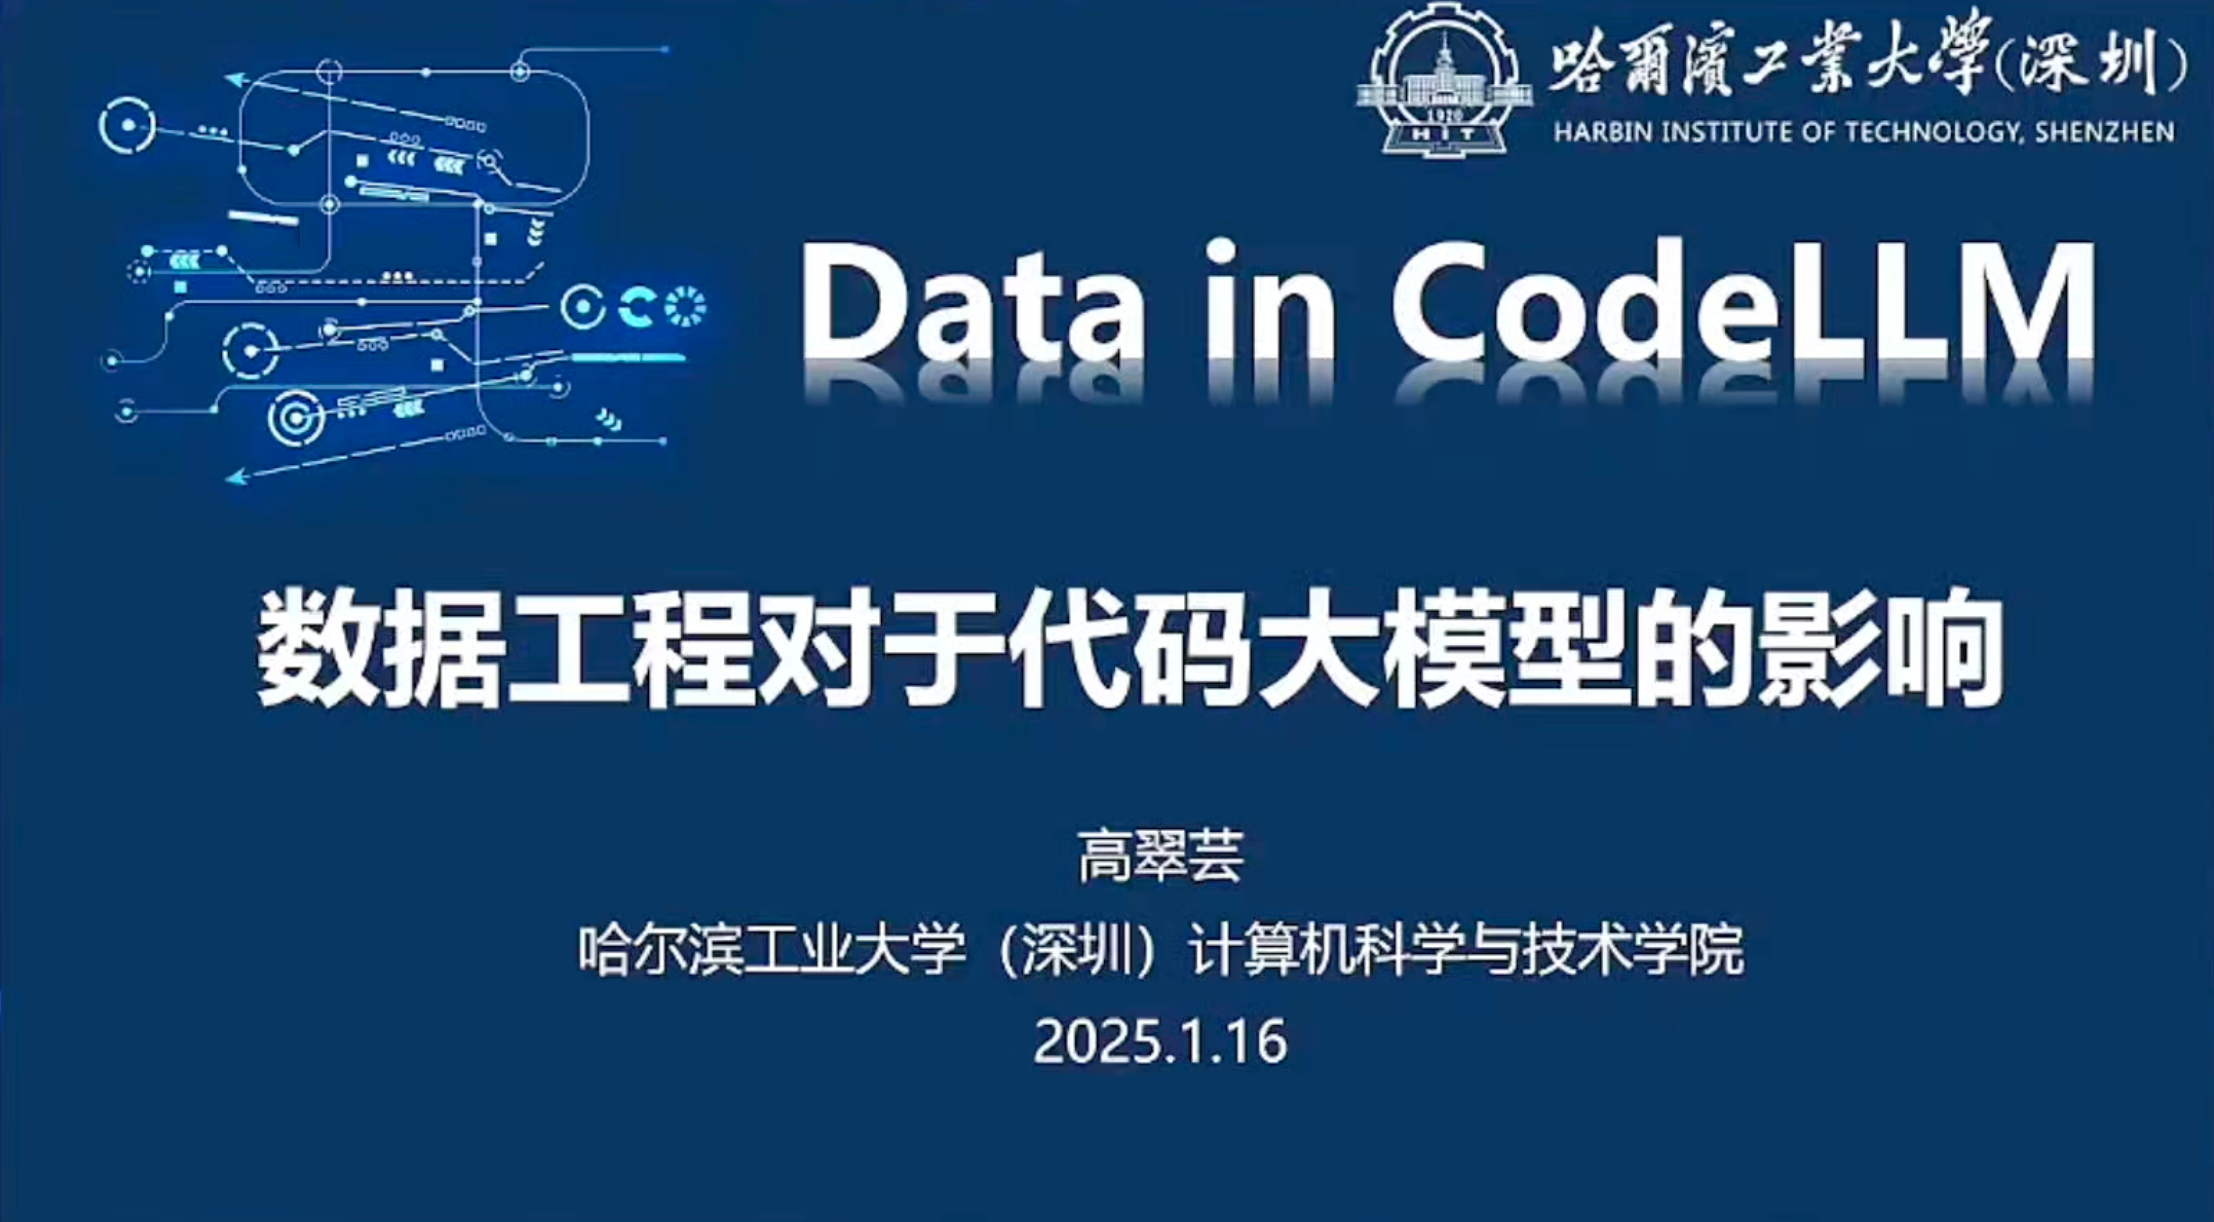 哈爾濱工業大學(深圳)
HARBIN INSTITUTE OF TECHNOLOGY, SHENZHEN
1920
HIT
Data in CodeLLM
数据工程对于代码大模型的影响
高翠芸
哈尔滨工业大学（深圳）计算机科学与技术学院
2025.1.16